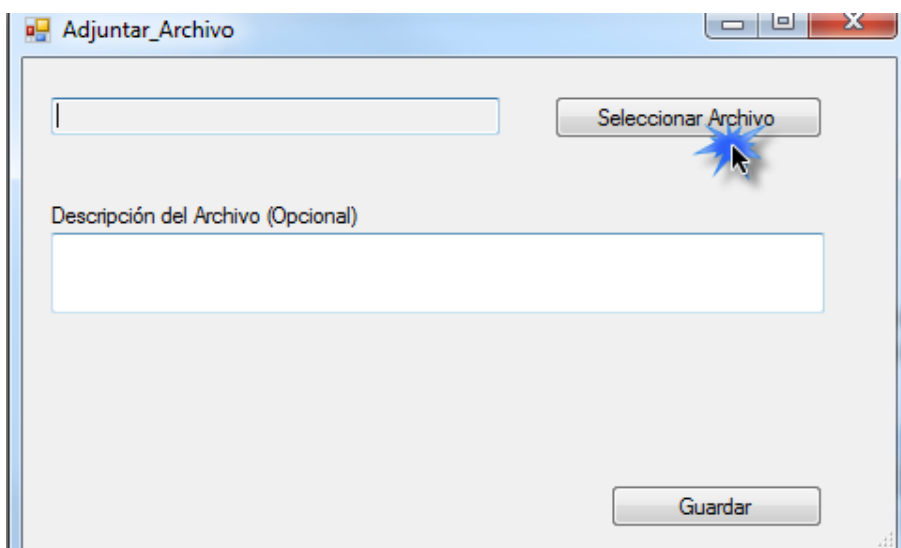 Adjuntar_Archivo
Seleccionar Archivo
Descripción del Archivo (Opcional)
Guardar